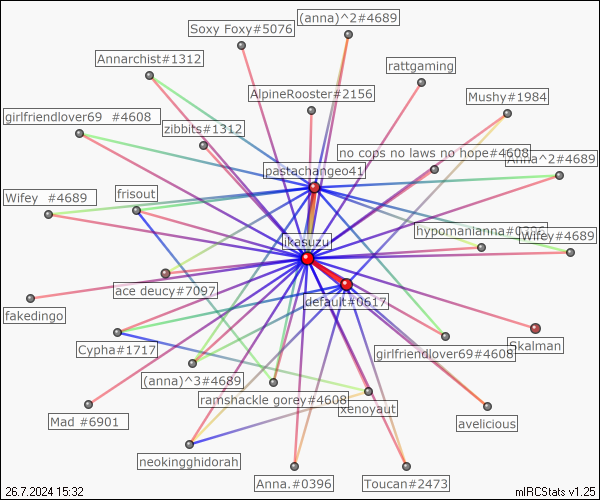 (anna)^2#4689
Soxy Foxy#5076
Annarchist#1312
rattgaming
AlpineRooster#2156
Mushy#1984
girlfriendlover69 #4608
zibbits#1312
no cops no laws no hope#4608
Anna^2#4689
pastachangeo41
Wifey #4689
frisout
hypomanianna#0396
Wifey#4689
ikasuzu
ace deucy#7097
default#0617
fakedingo
Skalman
Cypha#1717
girlfriendlover69#4608
(anna)^3#4689
ramshackle gorey#4608
xenoyaut
Mad #6901
avelicious
neokingghidorah
Anna.#0396
Toucan#2473
26.7.2024 15:32
mIRCStats v1.25